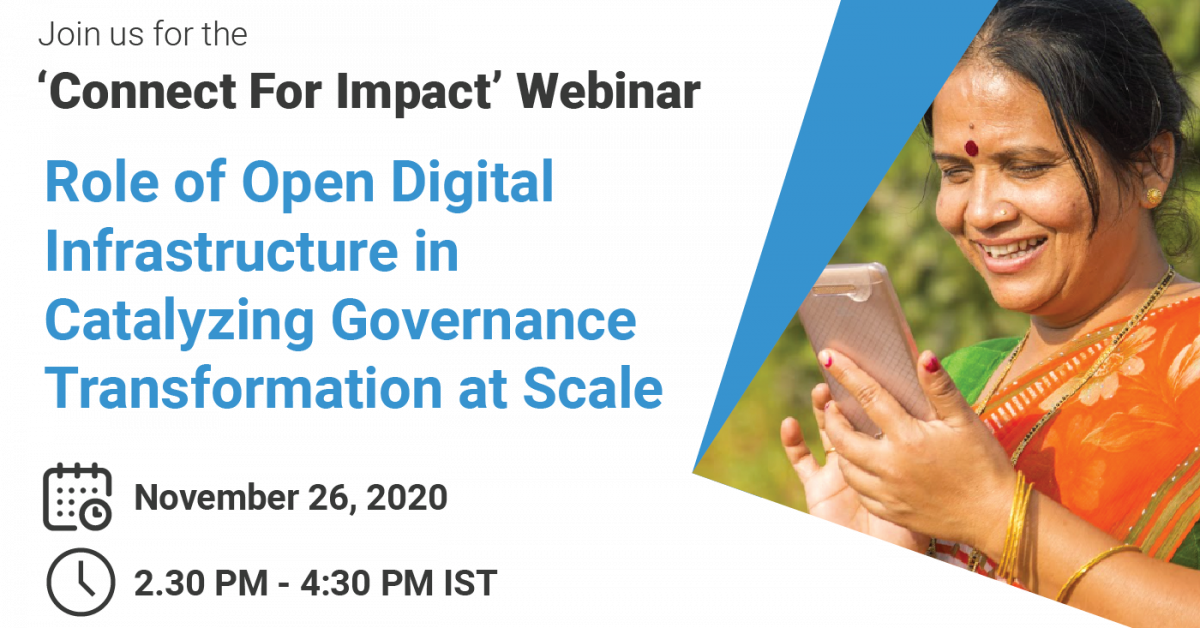 Join us for the
‘Connect For Impact’ Webinar
Role of Open Digital
Infrastructure in
Catalyzing Governance
Transformation at Scale
November 26, 2020
2.30 PM - 4:30 PM IST